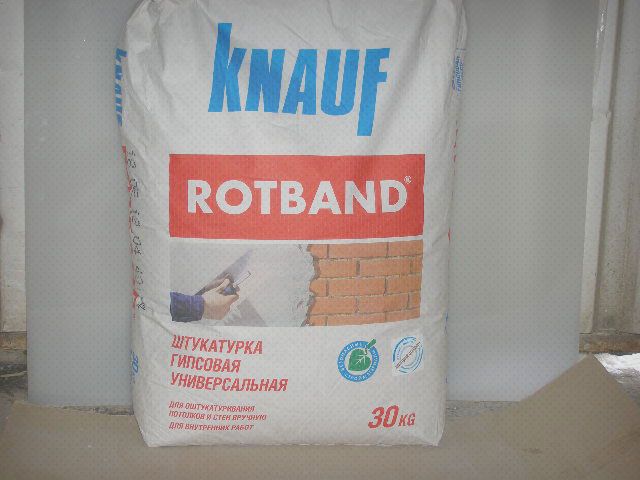 KNAUF
ROTBAND®
ШТУКАТУРКА
ГИПСОВАЯ
УНИВЕРСАЛЬНАЯ
ДЛЯ ОШТУКАТУРИВАНИЯ
ПОТОЛКОВ И СТЕН ВРУЧНУЮ
ДЛЯ ВНУТРЕННИХ РАБОТ
30 KG